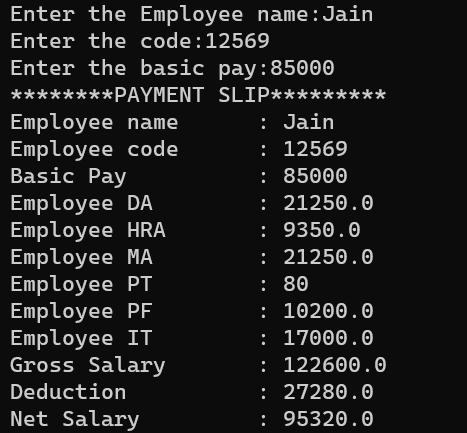 Enter the Employee name:Jain
Enter the code:12569
Enter the basic pay:85000
********PAYMENT SLIP*********
Employee name      : Jain
Employee code      : 12569
Basic Pay          : 85000
Employee DA        : 21250.0
Employee HRA       : 9350.0
Employee MA        : 21250.0
Employee PT        : 80
Employee PF        : 10200.0
Employee IT        : 17000.0
Gross Salary       : 122600.0
Deduction          : 27280.0
Net Salary         : 95320.0